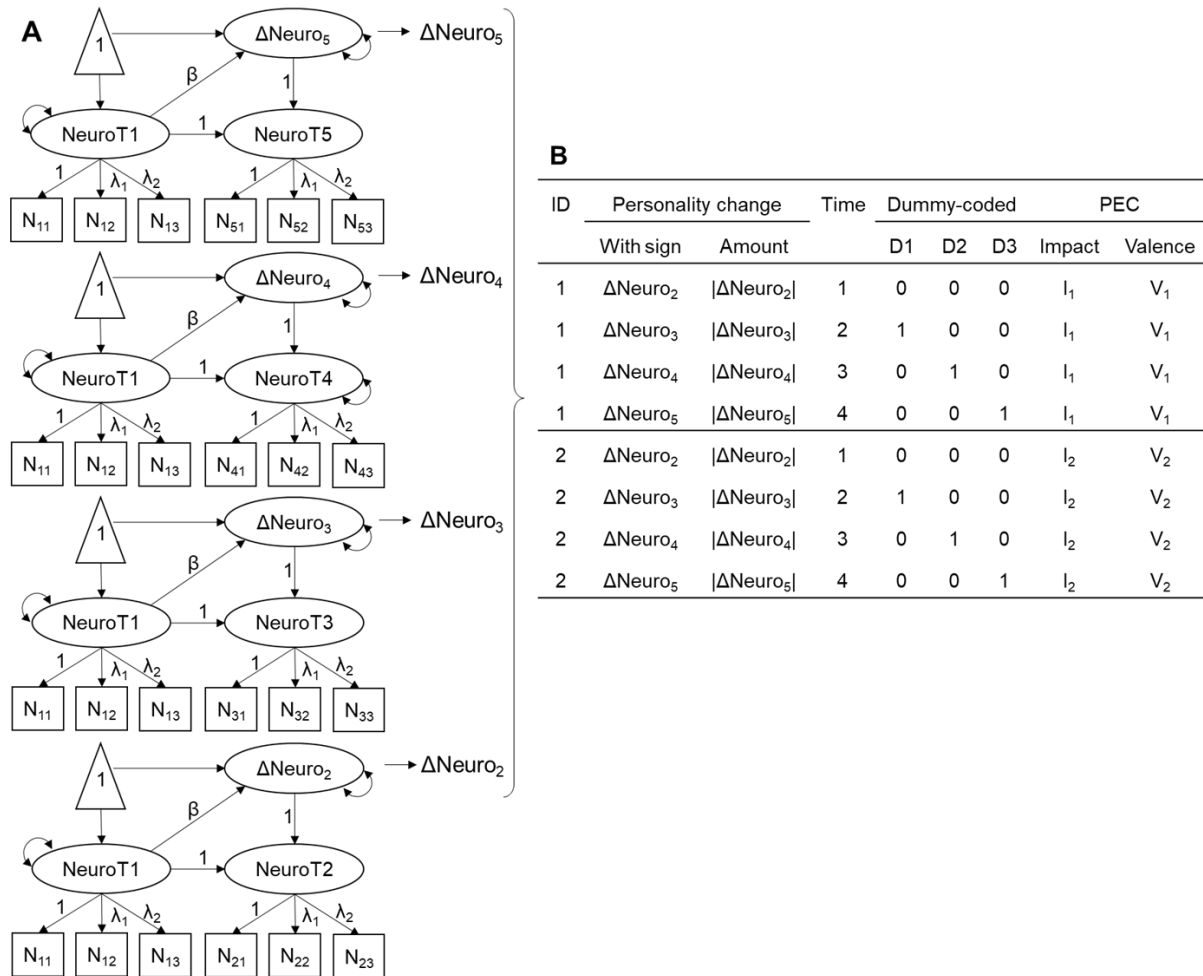 A
1
ΔNeuro₅
ΔNeuro₅
β
1
NeuroT1
1
NeuroT5
1 λ₁ λ₂ 1 λ₁ λ₂
N₁₁ N₁₂ N₁₃ N₅₁ N₅₂ N₅₃
1
ΔNeuro₄
ΔNeuro₄
β
1
NeuroT1
1
NeuroT4
1 λ₁ λ₂ 1 λ₁ λ₂
N₁₁ N₁₂ N₁₃ N₄₁ N₄₂ N₄₃
1
ΔNeuro₃
ΔNeuro₃
β
1
NeuroT1
1
NeuroT3
1 λ₁ λ₂ 1 λ₁ λ₂
N₁₁ N₁₂ N₁₃ N₃₁ N₃₂ N₃₃
1
ΔNeuro₂
ΔNeuro₂
β
1
NeuroT1
1
NeuroT2
1 λ₁ λ₂ 1 λ₁ λ₂
N₁₁ N₁₂ N₁₃ N₂₁ N₂₂ N₂₃
B
ID Personality change Time Dummy-coded PEC
With sign Amount D1 D2 D3 Impact Valence
1 ΔNeuro₂ |ΔNeuro₂| 1 0 0 0 I₁ V₁
1 ΔNeuro₃ |ΔNeuro₃| 2 1 0 0 I₁ V₁
1 ΔNeuro₄ |ΔNeuro₄| 3 0 1 0 I₁ V₁
1 ΔNeuro₅ |ΔNeuro₅| 4 0 0 1 I₁ V₁
2 ΔNeuro₂ |ΔNeuro₂| 1 0 0 0 I₂ V₂
2 ΔNeuro₃ |ΔNeuro₃| 2 1 0 0 I₂ V₂
2 ΔNeuro₄ |ΔNeuro₄| 3 0 1 0 I₂ V₂
2 ΔNeuro₅ |ΔNeuro₅| 4 0 0 1 I₂ V₂